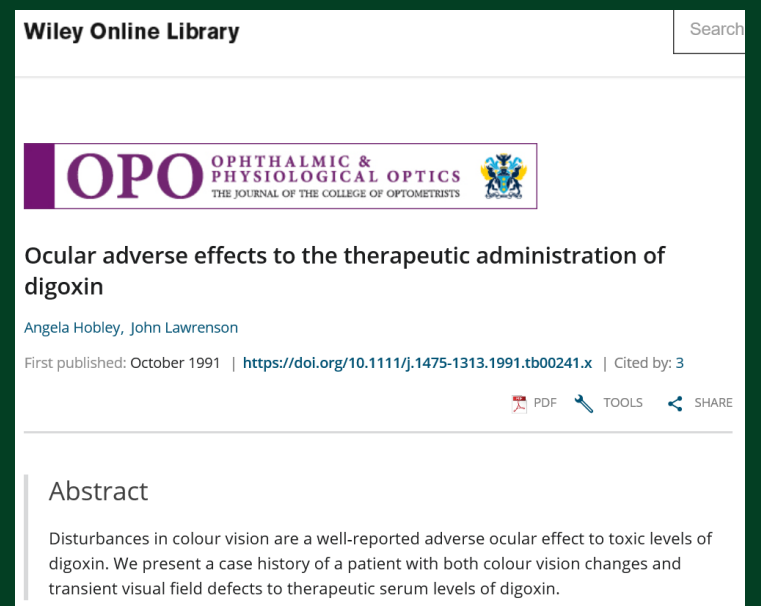 Wiley Online Library
Search
OPO
OPHTHALMIC &
PHYSIOLOGICAL OPTICS
THE JOURNAL OF THE COLLEGE OF OPTOMETRISTS
Ocular adverse effects to the therapeutic administration of
digoxin
Angela Hobley, John Lawrenson
First published: October 1991 | https://doi.org/10.1111/j.1475-1313.1991.tb00241.x | Cited by: 3
PDF TOOLS SHARE
Abstract
Disturbances in colour vision are a well-reported adverse ocular effect to toxic levels of
digoxin. We present a case history of a patient with both colour vision changes and
transient visual field defects to therapeutic serum levels of digoxin.